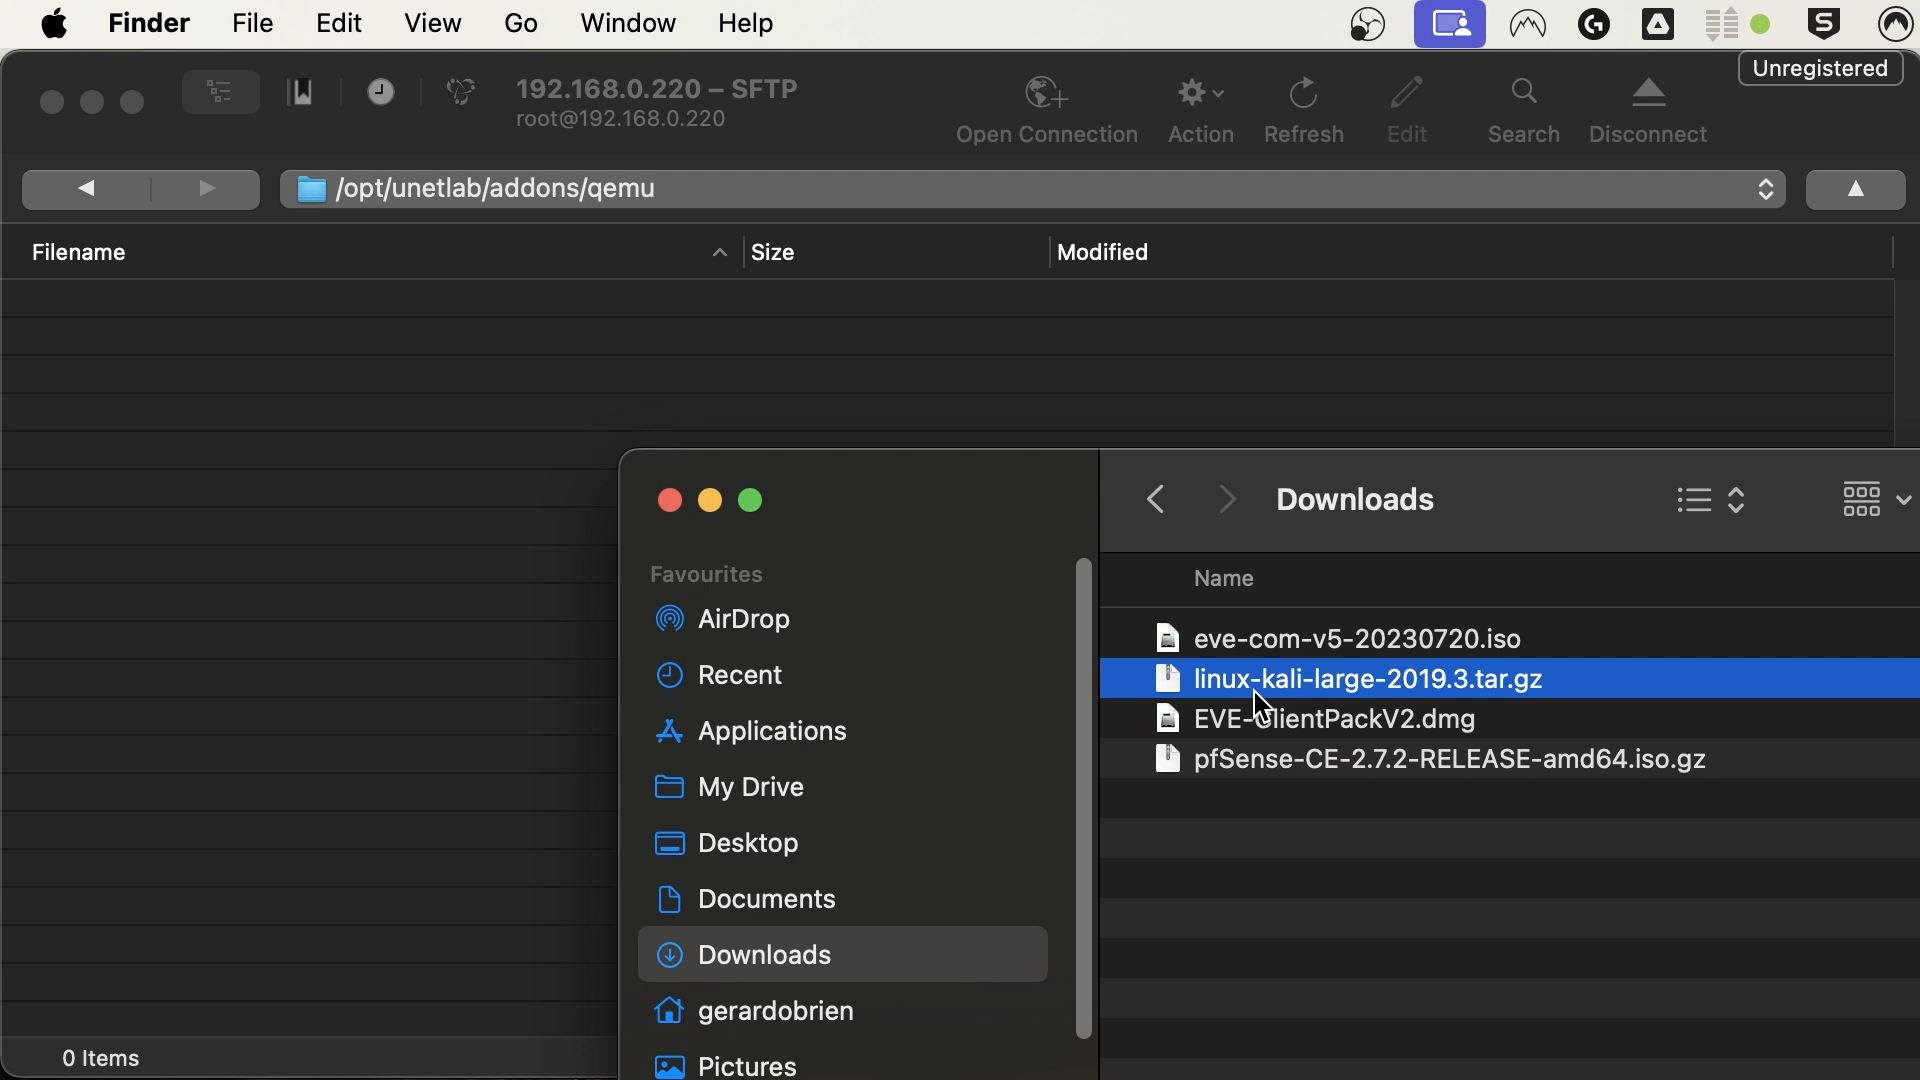 Finder File Edit View Go Window Help
Unregistered
192.168.0.220 – SFTP
root@192.168.0.220
Open Connection Action Refresh Edit Search Disconnect
/opt/unetlab/addons/qemu
Filename Size Modified
Downloads
Favourites
Name
AirDrop
eve-com-v5-20230720.iso
Recent
linux-kali-large-2019.3.tar.gz
EVE-ClientPackV2.dmg
Applications
pfSense-CE-2.7.2-RELEASE-amd64.iso.gz
My Drive
Desktop
Documents
Downloads
gerardobrien
0 Items
Pictures